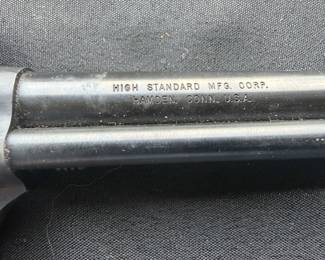 HIGH STANDARD MFG. CORP.
HAMDEN, CONN. U.S.A.